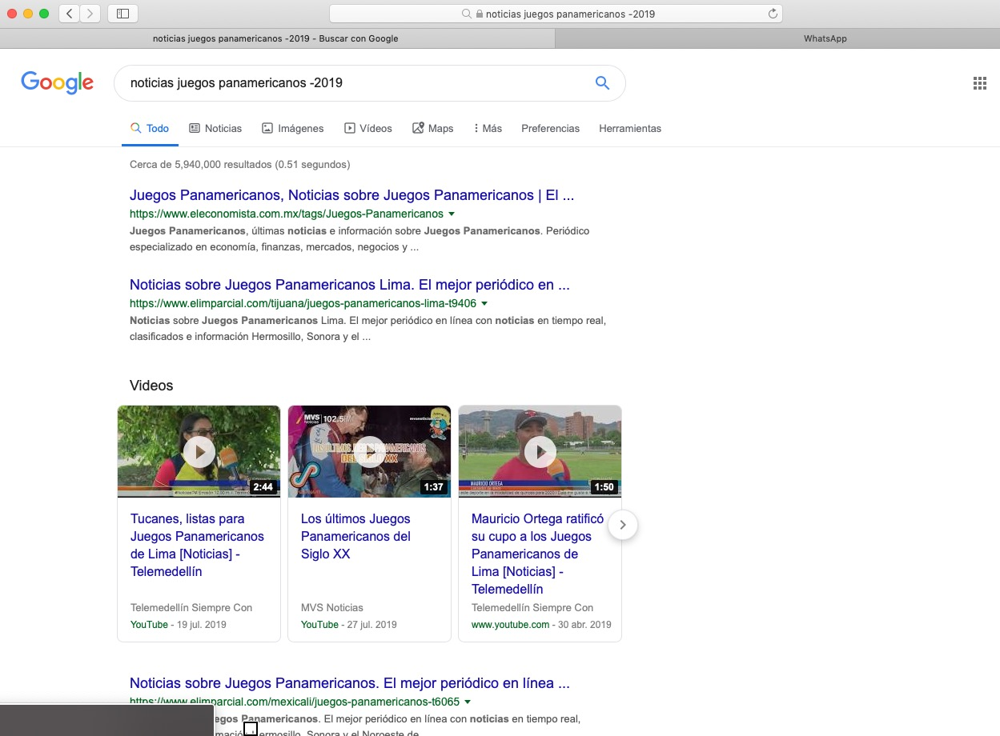 noticias juegos panamericanos -2019
noticias juegos panamericanos -2019 - Buscar con Google
WhatsApp
Google
noticias juegos panamericanos -2019
Todo
Noticias
Imágenes
Vídeos
Maps
Más
Preferencias
Herramientas
Cerca de 5,940,000 resultados (0.51 segundos)
Juegos Panamericanos, Noticias sobre Juegos Panamericanos | El ...
https://www.eleconomista.com.mx/tags/Juegos-Panamericanos
Juegos Panamericanos, últimas noticias e información sobre Juegos Panamericanos. Periódico
especializado en economía, finanzas, mercados, negocios y ...
Noticias sobre Juegos Panamericanos Lima. El mejor periódico en ...
https://www.elimparcial.com/tijuana/juegos-panamericanos-lima-t9406
Noticias sobre Juegos Panamericanos Lima. El mejor periódico en línea con noticias en tiempo real,
clasificados e información Hermosillo, Sonora y el ...
Videos
2:44
Tucanes, listas para
Juegos Panamericanos
de Lima [Noticias] -
Telemedellín
Telemedellín Siempre Con
YouTube - 19 jul. 2019
MVS Noticias 102.5FM
LOS ÚLTIMOS JUEGOS PANAMERICANOS
DEL SIGLO XX
1:37
Los últimos Juegos
Panamericanos del
Siglo XX
MVS Noticias
YouTube - 27 jul. 2019
MAURICIO ORTEGA
1:50
Mauricio Ortega ratificó
su cupo a los Juegos
Panamericanos de
Lima [Noticias] -
Telemedellín
Telemedellín Siempre Con
www.youtube.com - 30 abr. 2019
Noticias sobre Juegos Panamericanos. El mejor periódico en línea ...
https://www.elimparcial.com/mexicali/juegos-panamericanos-t6065
egos Panamericanos. El mejor periódico en línea con noticias en tiempo real,
ermosillo, Sonora y el Noroeste de